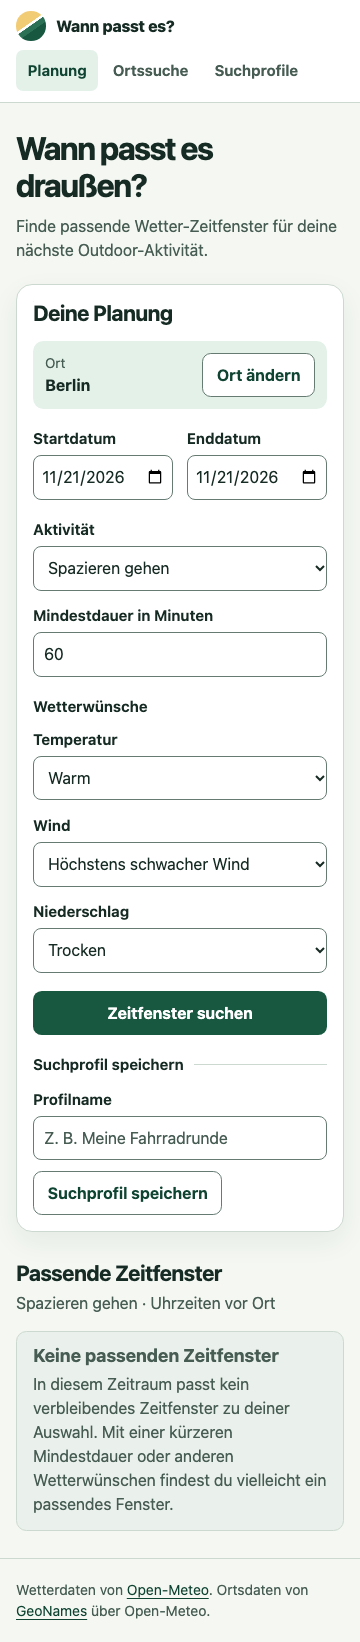 Wann passt es?
Planung Ortssuche Suchprofile
Wann passt es
draußen?
Finde passende Wetter-Zeitfenster für deine
nächste Outdoor-Aktivität.
Deine Planung
Ort
Berlin
Ort ändern
Startdatum Enddatum
11/21/2026 11/21/2026
Aktivität
Spazieren gehen
Mindestdauer in Minuten
60
Wetterwünsche
Temperatur
Warm
Wind
Höchstens schwacher Wind
Niederschlag
Trocken
Zeitfenster suchen
Suchprofil speichern
Profilname
Z. B. Meine Fahrradrunde
Suchprofil speichern
Passende Zeitfenster
Spazieren gehen · Uhrzeiten vor Ort
Keine passenden Zeitfenster
In diesem Zeitraum passt kein
verbleibendes Zeitfenster zu deiner
Auswahl. Mit einer kürzeren
Mindestdauer oder anderen
Wetterwünschen findest du vielleicht ein
passendes Fenster.
Wetterdaten von Open-Meteo. Ortsdaten von
GeoNames über Open-Meteo.